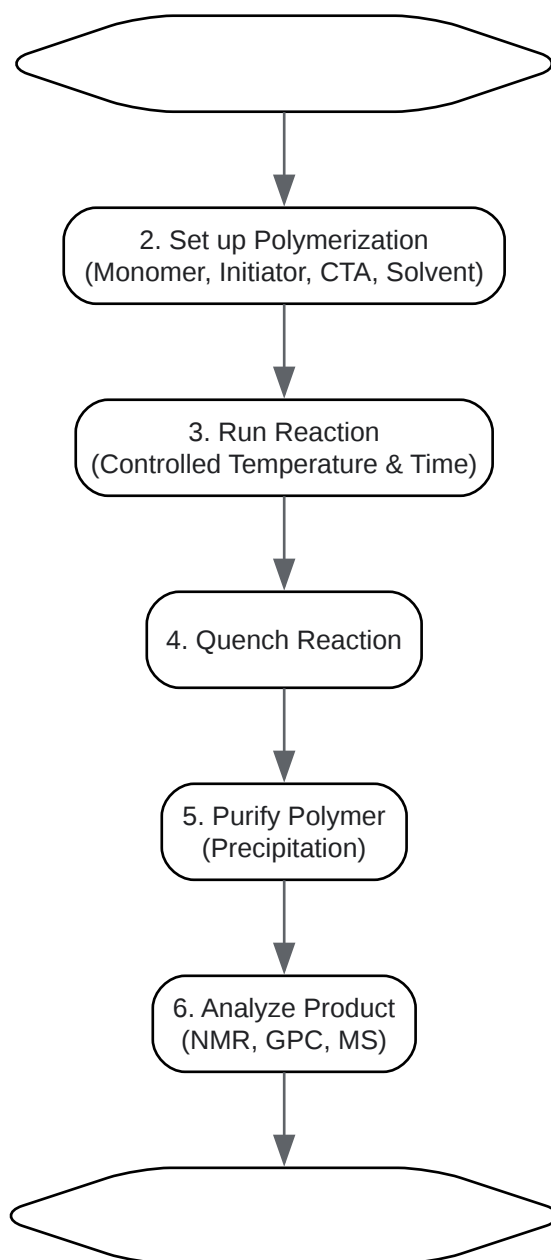 2. Set up Polymerization
(Monomer, Initiator, CTA, Solvent)
3. Run Reaction
(Controlled Temperature & Time)
4. Quench Reaction
5. Purify Polymer
(Precipitation)
6. Analyze Product
(NMR, GPC, MS)